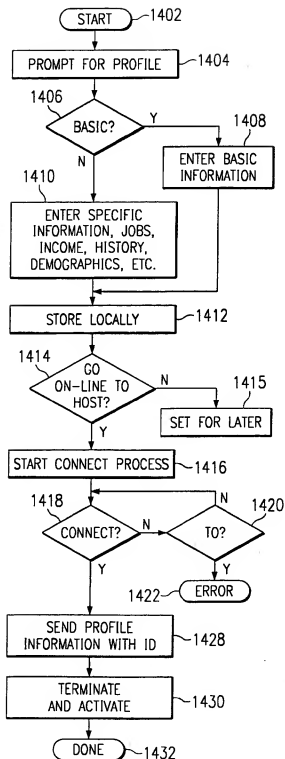 START
1402
PROMPT FOR PROFILE
1404
1406
BASIC?
Y
N
1408
ENTER BASIC
INFORMATION
1410
ENTER SPECIFIC
INFORMATION, JOBS,
INCOME, HISTORY,
DEMOGRAPHICS, ETC.
STORE LOCALLY
1412
1414
GO
ON-LINE TO
HOST?
N
Y
1415
SET FOR LATER
START CONNECT PROCESS
1416
1418
CONNECT?
N
Y
N
1420
TO?
Y
1422
ERROR
SEND PROFILE
INFORMATION WITH ID
1428
TERMINATE
AND ACTIVATE
1430
DONE
1432